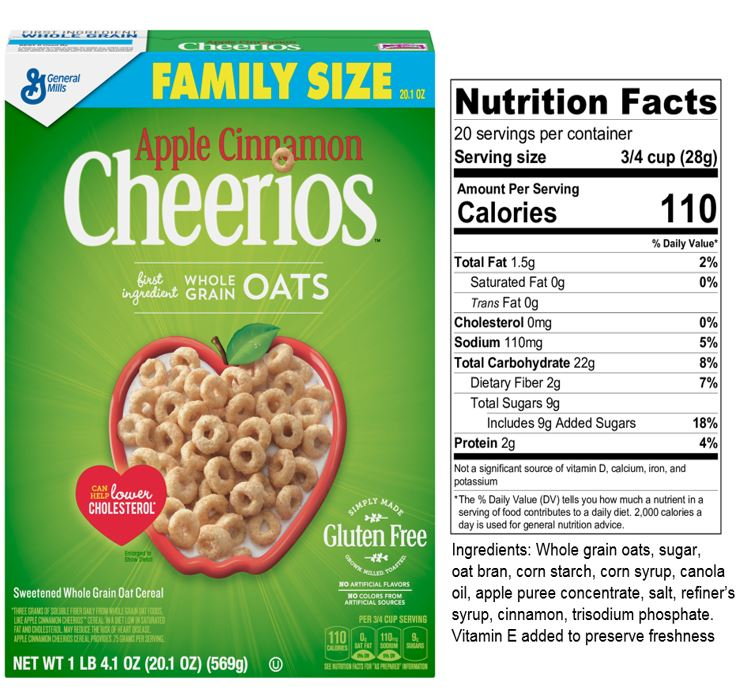 FIRST INGREDIENT
WHOLE GRAIN
Cheerios
General
Mills
FAMILY SIZE 20.1 OZ
Apple Cinnamon
Cheerios™
first
ingredient
WHOLE
GRAIN
OATS
CAN
HELP lower
CHOLESTEROL*
Enlarged to
Show Detail
SIMPLY MADE
Gluten Free
GROWN. MILLED. TOASTED.
NO ARTIFICIAL FLAVORS
NO COLORS FROM
ARTIFICIAL SOURCES
Sweetened Whole Grain Oat Cereal
*THREE GRAMS OF SOLUBLE FIBER DAILY FROM WHOLE GRAIN OAT FOODS,
LIKE APPLE CINNAMON CHEERIOS™ CEREAL, IN A DIET LOW IN SATURATED
FAT AND CHOLESTEROL, MAY REDUCE THE RISK OF HEART DISEASE.
APPLE CINNAMON CHEERIOS CEREAL PROVIDES .75 GRAMS PER SERVING.
PER 3/4 CUP SERVING
110
CALORIES
0g
SAT FAT
0% DV
110mg
SODIUM
5% DV
9g
SUGARS
SEE NUTRITION FACTS FOR "AS PREPARED" INFORMATION
NET WT 1 LB 4.1 OZ (20.1 OZ) (569g) U
Nutrition Facts
20 servings per container
Serving size 3/4 cup (28g)
Amount Per Serving
Calories 110
% Daily Value*
Total Fat 1.5g 2%
Saturated Fat 0g 0%
Trans Fat 0g
Cholesterol 0mg 0%
Sodium 110mg 5%
Total Carbohydrate 22g 8%
Dietary Fiber 2g 7%
Total Sugars 9g
Includes 9g Added Sugars 18%
Protein 2g 4%
Not a significant source of vitamin D, calcium, iron, and
potassium
*The % Daily Value (DV) tells you how much a nutrient in a
serving of food contributes to a daily diet. 2,000 calories a
day is used for general nutrition advice.
Ingredients: Whole grain oats, sugar,
oat bran, corn starch, corn syrup, canola
oil, apple puree concentrate, salt, refiner's
syrup, cinnamon, trisodium phosphate.
Vitamin E added to preserve freshness